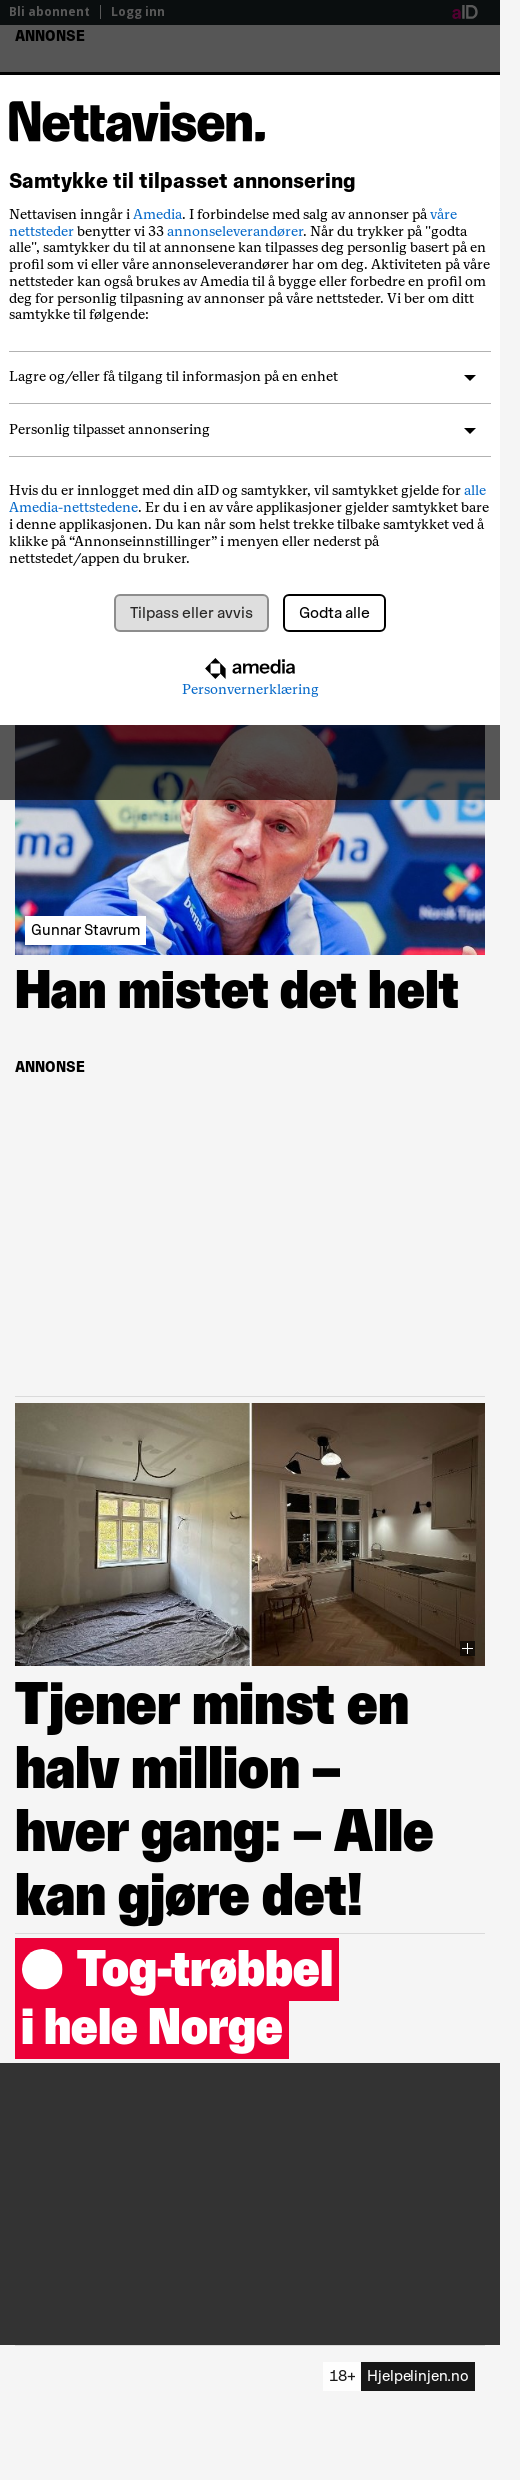 Bli abonnent
Logg inn
aID
ANNONSE
Nettavisen.
Samtykke til tilpasset annonsering
Nettavisen inngår i Amedia. I forbindelse med salg av annonser på våre
nettsteder benytter vi 33 annonseleverandører. Når du trykker på "godta
alle", samtykker du til at annonsene kan tilpasses deg personlig basert på en
profil som vi eller våre annonseleverandører har om deg. Aktiviteten på våre
nettsteder kan også brukes av Amedia til å bygge eller forbedre en profil om
deg for personlig tilpasning av annonser på våre nettsteder. Vi ber om ditt
samtykke til følgende:
Lagre og/eller få tilgang til informasjon på en enhet
Personlig tilpasset annonsering
Hvis du er innlogget med din aID og samtykker, vil samtykket gjelde for alle
Amedia-nettstedene. Er du i en av våre applikasjoner gjelder samtykket bare
i denne applikasjonen. Du kan når som helst trekke tilbake samtykket ved å
klikke på “Annonseinnstillinger” i menyen eller nederst på
nettstedet/appen du bruker.
Tilpass eller avvis
Godta alle
amedia
Personvernerklæring
bima
Norsk Tipp
Gunnar Stavrum
Han mistet det helt
ANNONSE
Tjener minst en
halv million –
hver gang: – Alle
kan gjøre det!
Tog-trøbbel
i hele Norge
18+ Hjelpelinjen.no